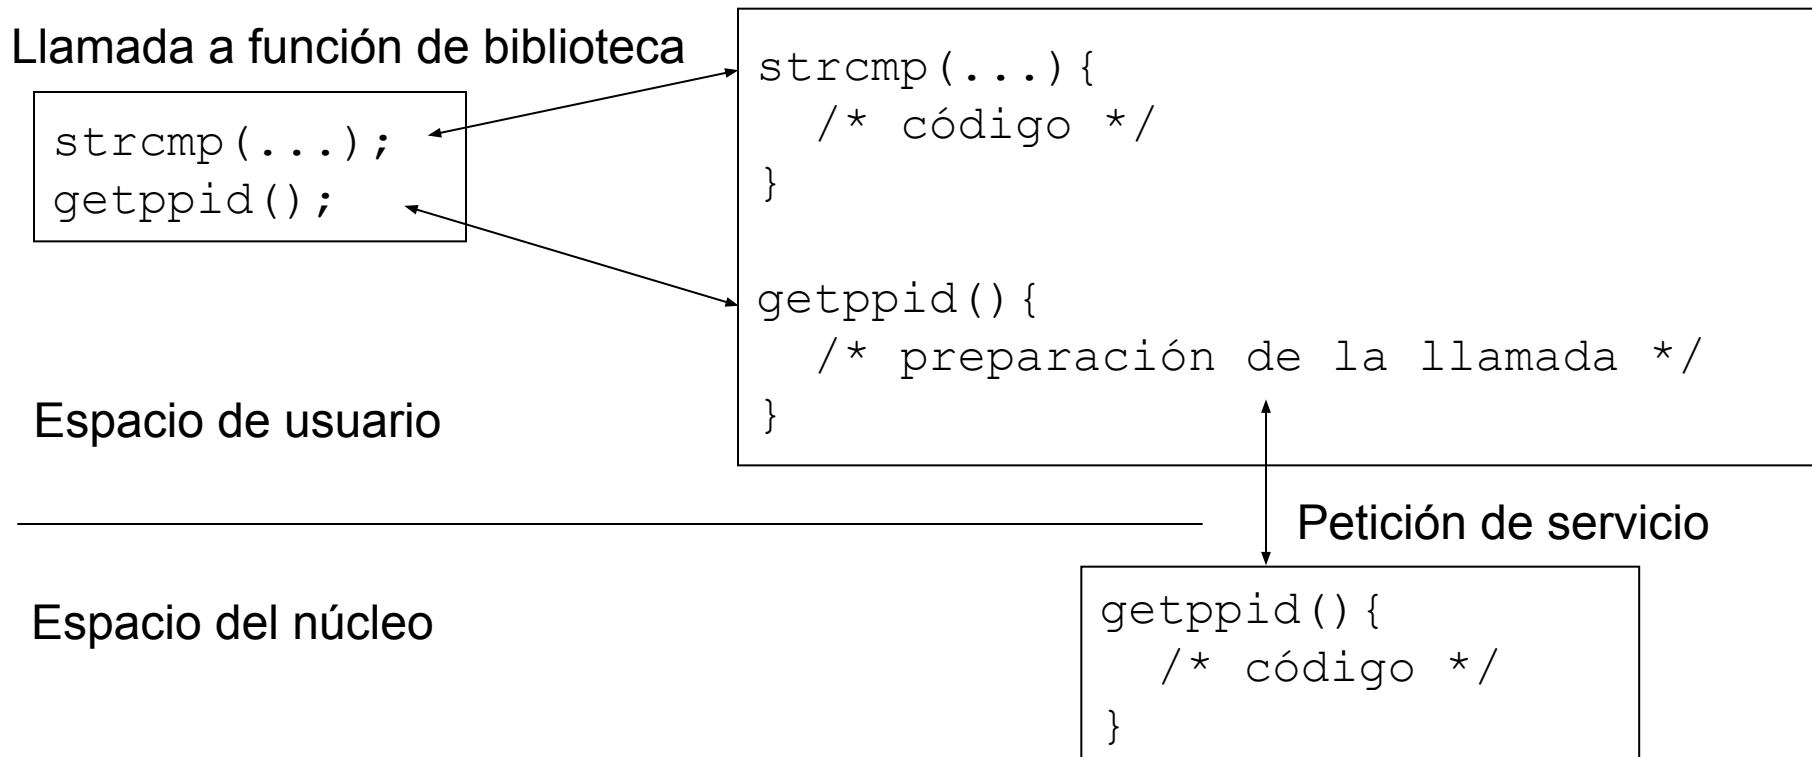 Llamada a función de biblioteca
strcmp(...);
getppid();
strcmp(...){
/* código */
}
getppid(){
/* preparación de la llamada */
}
Espacio de usuario
Petición de servicio
Espacio del núcleo
getppid(){
/* código */
}